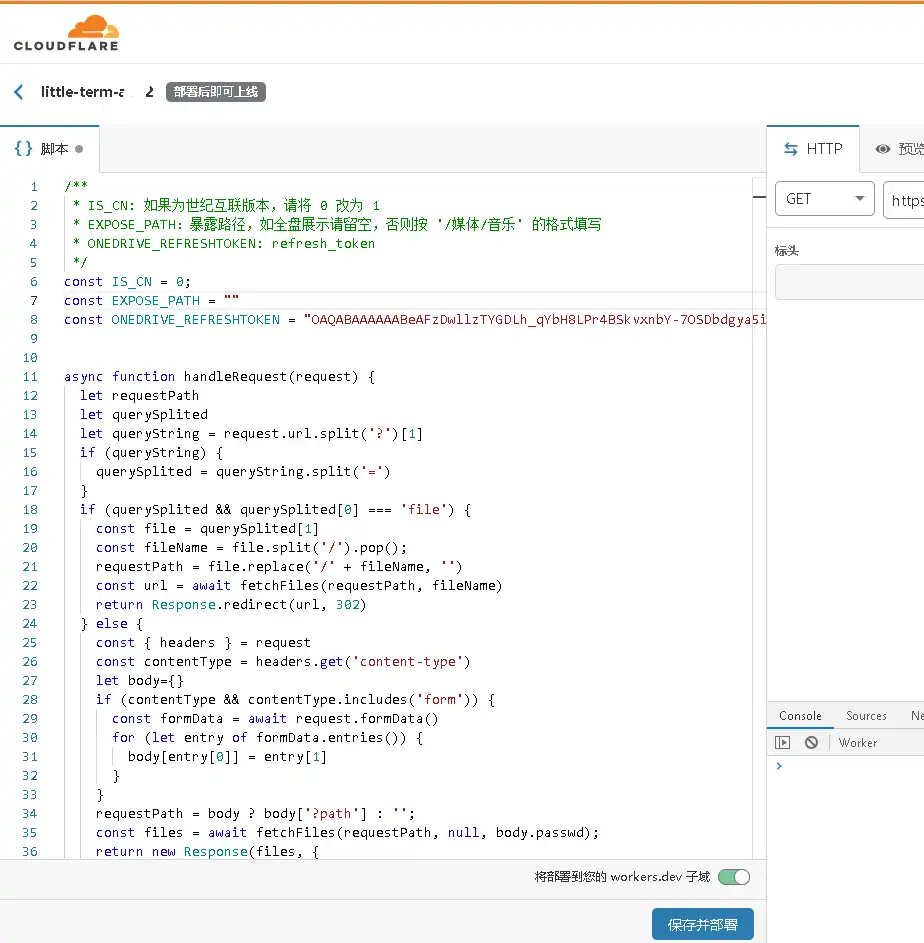 CLOUDFLARE
little-term-a 2 部署后即可上线
{} 脚本
HTTP 预览
GET https
标头
1 /**
2 * IS_CN: 如果为世纪互联版本，请将 0 改为 1
3 * EXPOSE_PATH：暴露路径，如全盘展示请留空，否则按 '/媒体/音乐' 的格式填写
4 * ONEDRIVE_REFRESHTOKEN: refresh_token
5 */
6 const IS_CN = 0;
7 const EXPOSE_PATH = ""
8 const ONEDRIVE_REFRESHTOKEN = "OAQABAAAAAABeAFzDwllzTYGDLh_qYbH8LPr4BSkvxnbY-7OSDbdgya5i
9
10
11 async function handleRequest(request) {
12 let requestPath
13 let querySplited
14 let queryString = request.url.split('?')[1]
15 if (queryString) {
16 querySplited = queryString.split('=')
17 }
18 if (querySplited && querySplited[0] === 'file') {
19 const file = querySplited[1]
20 const fileName = file.split('/').pop();
21 requestPath = file.replace('/' + fileName, '')
22 const url = await fetchFiles(requestPath, fileName)
23 return Response.redirect(url, 302)
24 } else {
25 const { headers } = request
26 const contentType = headers.get('content-type')
27 let body={}
28 if (contentType && contentType.includes('form')) {
29 const formData = await request.formData()
30 for (let entry of formData.entries()) {
31 body[entry[0]] = entry[1]
32 }
33 }
34 requestPath = body ? body['?path'] : '';
35 const files = await fetchFiles(requestPath, null, body.passwd);
36 return new Response(files, {
Console Sources Ne
Worker
将部署到您的 workers.dev 子域
保存并部署